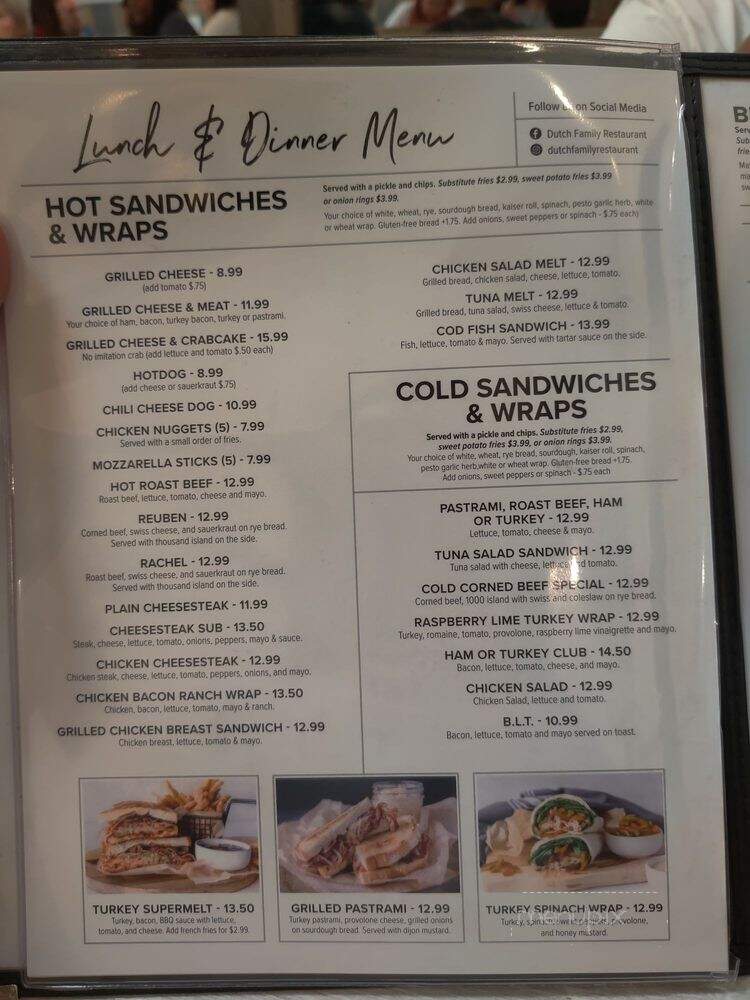 Lunch & Dinner Menu
Follow us on Social Media
Dutch Family Restaurant
dutchfamilyrestaurant
HOT SANDWICHES
& WRAPS
Served with a pickle and chips. Substitute fries $2.99, sweet potato fries $3.99
or onion rings $3.99.
Your choice of white, wheat, rye, sourdough bread, kaiser roll, spinach, pesto garlic herb, white
or wheat wrap. Gluten-free bread +1.75. Add onions, sweet peppers or spinach - $.75 each)
GRILLED CHEESE - 8.99
(add tomato $.75)
GRILLED CHEESE & MEAT - 11.99
Your choice of ham, bacon, turkey bacon, turkey or pastrami.
GRILLED CHEESE & CRABCAKE - 15.99
No imitation crab (add lettuce and tomato $.50 each)
HOTDOG - 8.99
(add cheese or sauerkraut $.75)
CHILI CHEESE DOG - 10.99
CHICKEN NUGGETS (5) - 7.99
Served with a small order of fries.
MOZZARELLA STICKS (5) - 7.99
HOT ROAST BEEF - 12.99
Roast beef, lettuce, tomato, cheese and mayo.
REUBEN - 12.99
Corned beef, swiss cheese, and sauerkraut on rye bread.
Served with thousand island on the side.
RACHEL - 12.99
Roast beef, swiss cheese, and sauerkraut on rye bread.
Served with thousand island on the side.
PLAIN CHEESESTEAK - 11.99
CHEESESTEAK SUB - 13.50
Steak, cheese, lettuce, tomato, onions, peppers, mayo & sauce.
CHICKEN CHEESESTEAK - 12.99
Chicken steak, cheese, lettuce, tomato, peppers, onions, and mayo.
CHICKEN BACON RANCH WRAP - 13.50
Chicken, bacon, lettuce, tomato, mayo & ranch.
GRILLED CHICKEN BREAST SANDWICH - 12.99
Chicken breast, lettuce, tomato & mayo.
CHICKEN SALAD MELT - 12.99
Grilled bread, chicken salad, cheese, lettuce, tomato.
TUNA MELT - 12.99
Grilled bread, tuna salad, swiss cheese, lettuce & tomato.
COD FISH SANDWICH - 13.99
Fish, lettuce, tomato & mayo. Served with tartar sauce on the side.
COLD SANDWICHES
& WRAPS
Served with a pickle and chips. Substitute fries $2.99,
sweet potato fries $3.99, or onion rings $3.99.
Your choice of white, wheat, rye bread, sourdough, kaiser roll, spinach,
pesto garlic herb,white or wheat wrap. Gluten-free bread +1.75.
Add onions, sweet peppers or spinach - $.75 each
PASTRAMI, ROAST BEEF, HAM
OR TURKEY - 12.99
Lettuce, tomato, cheese & mayo.
TUNA SALAD SANDWICH - 12.99
Tuna salad with cheese, lettuce and tomato.
COLD CORNED BEEF SPECIAL - 12.99
Corned beef, 1000 island with swiss and coleslaw on rye bread.
RASPBERRY LIME TURKEY WRAP - 12.99
Turkey, romaine, tomato, provolone, raspberry lime vinaigrette and mayo.
HAM OR TURKEY CLUB - 14.50
Bacon, lettuce, tomato, cheese, and mayo.
CHICKEN SALAD - 12.99
Chicken Salad, lettuce and tomato.
B.L.T. - 10.99
Bacon, lettuce, tomato and mayo served on toast.
TURKEY SUPERMELT - 13.50
Turkey, bacon, BBQ sauce with lettuce,
tomato, and cheese. Add french fries for $2.99.
GRILLED PASTRAMI - 12.99
Turkey pastrami, provolone cheese, grilled onions
on sourdough bread. Served with dijon mustard.
TURKEY SPINACH WRAP - 12.99
Turkey, spinach, sweet peppers, provolone,
and honey mustard.
menupix